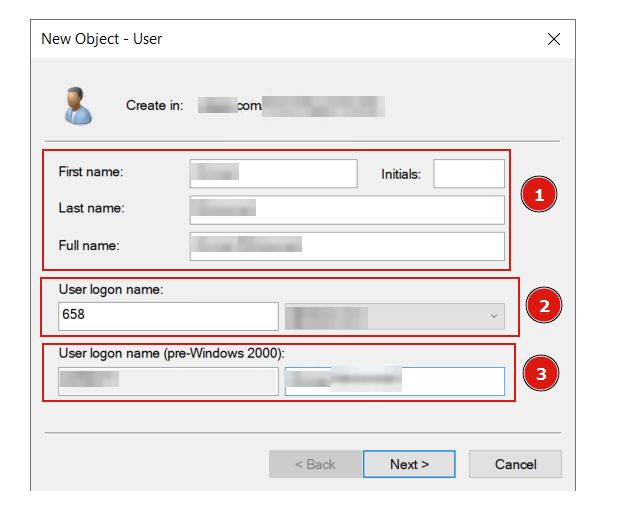 New Object - User
Create in: .com
First name: Initials:
1
Last name:
Full name:
User logon name:
658
2
User logon name (pre-Windows 2000):
3
< Back Next > Cancel